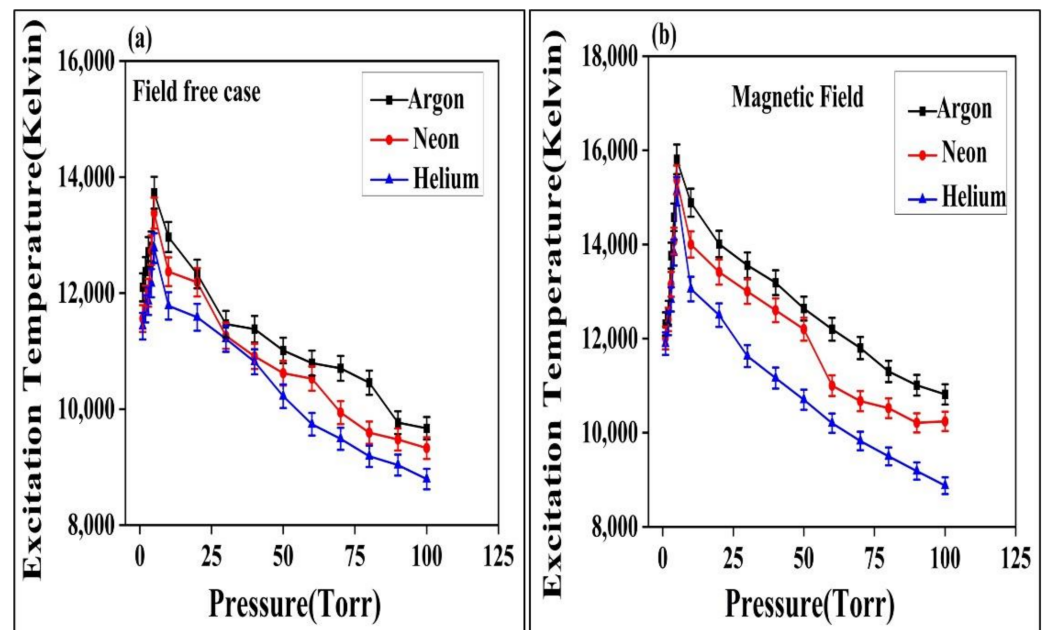 (a)
Field free case
Argon
Neon
Helium
16,000
14,000
12,000
10,000
8,000
0 25 50 75 100 125
Excitation Temperature(Kelvin)
Pressure(Torr)
(b)
Magnetic Field
Argon
Neon
Helium
18,000
16,000
14,000
12,000
10,000
8,000
0 25 50 75 100 125
Excitation Temperature(Kelvin)
Pressure(Torr)